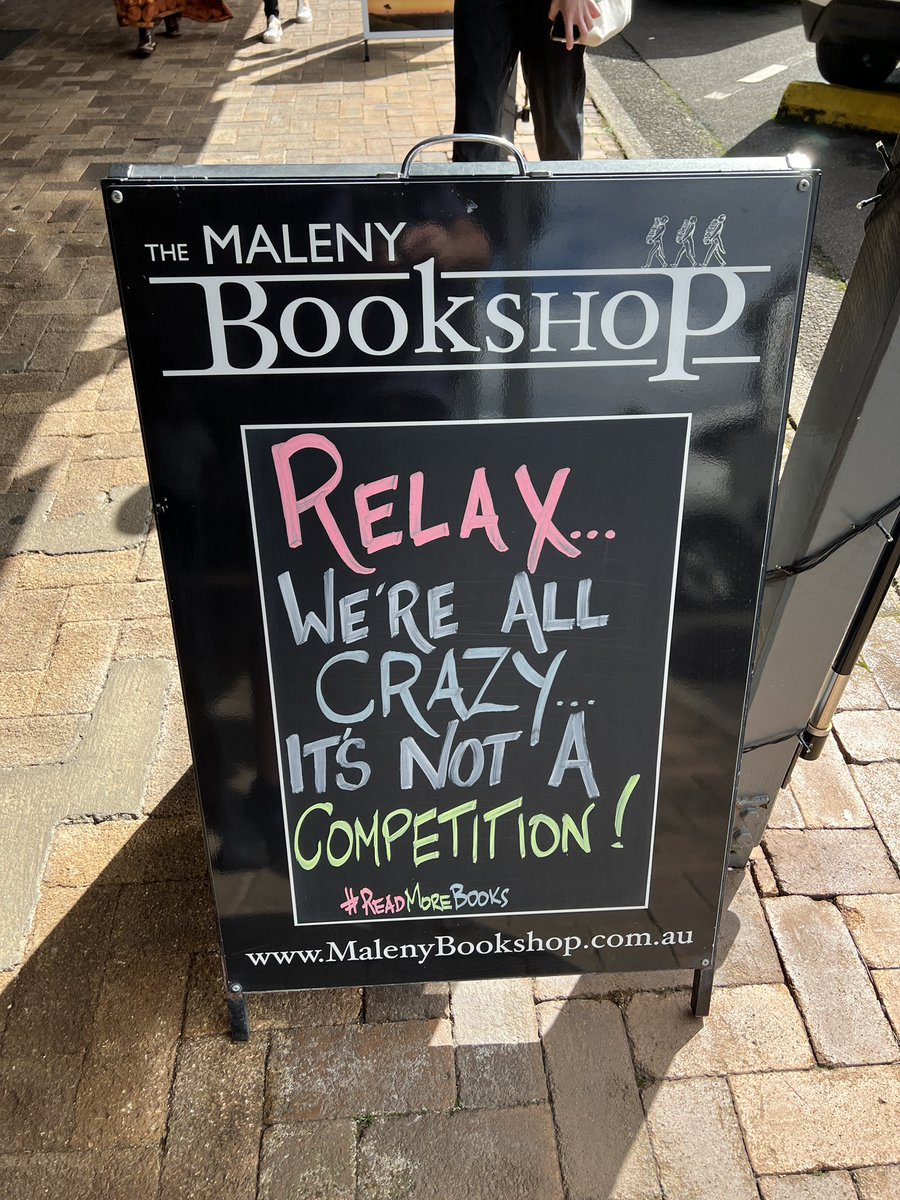 THE MALENY
BOOKSHOP
RELAX...
WE'RE ALL
CRAZY...
IT'S NOT A
COMPETITION!
#READMOREBOOKS
www.MalenyBookshop.com.au